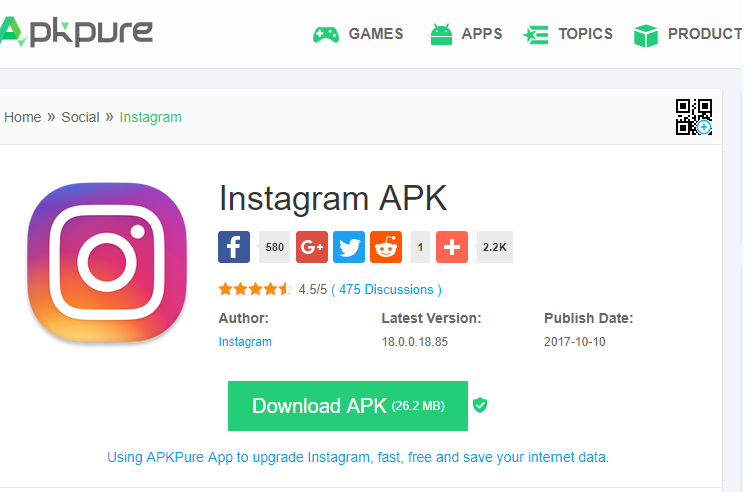 Apkpure GAMES APPS TOPICS PRODUCT
Home » Social » Instagram
Instagram APK
580 G+ 1 2.2K
4.5/5 ( 475 Discussions )
Author: Latest Version: Publish Date:
Instagram 18.0.0.18.85 2017-10-10
Download APK (26.2 MB)
Using APKPure App to upgrade Instagram, fast, free and save your internet data.